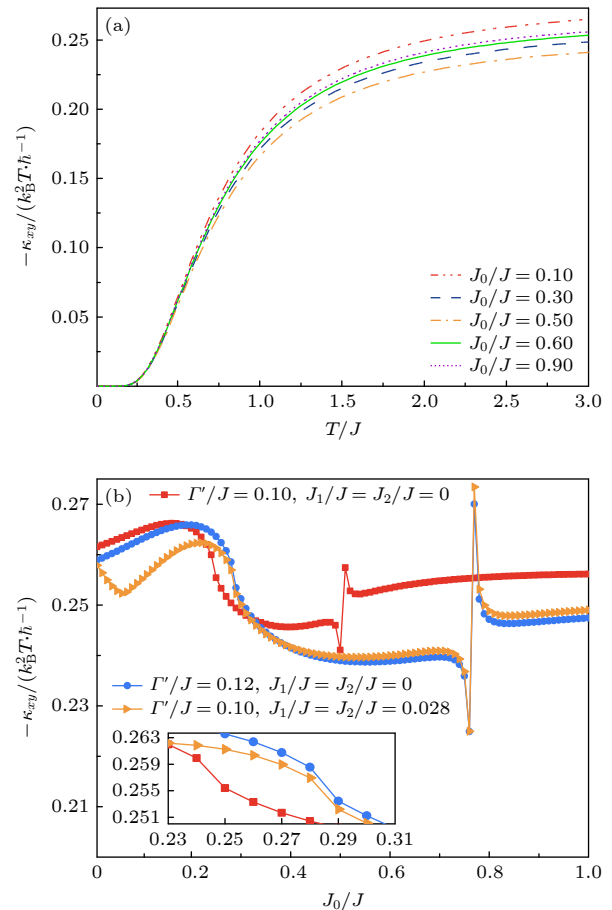 (a)
0.25
0.20
0.15
0.10
0.05
−κxy/(k²BT·ħ⁻¹)
J0/J = 0.10
J0/J = 0.30
J0/J = 0.50
J0/J = 0.60
J0/J = 0.90
0 0.5 1.0 1.5 2.0 2.5 3.0
T/J
(b)
Γ′/J = 0.10, J1/J = J2/J = 0
0.27
0.25
0.23
0.21
−κxy/(k²BT·ħ⁻¹)
Γ′/J = 0.12, J1/J = J2/J = 0
Γ′/J = 0.10, J1/J = J2/J = 0.028
0.263
0.259
0.255
0.251
0.23 0.25 0.27 0.29 0.31
0 0.2 0.4 0.6 0.8 1.0
J0/J